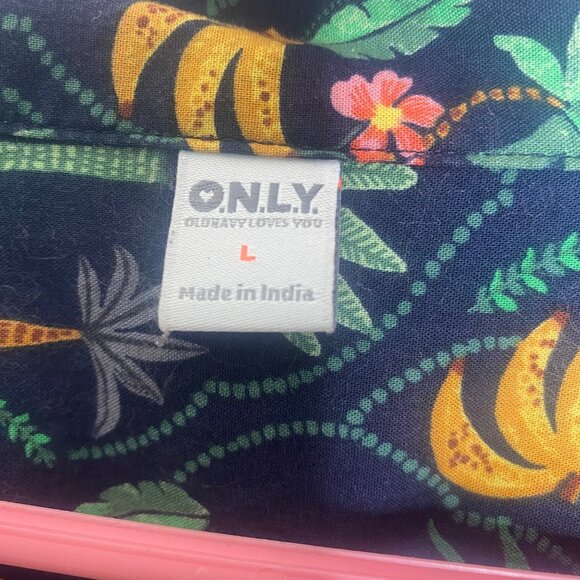 O.N.L.Y.
OLDNAVY LOVES YOU
L
Made in India